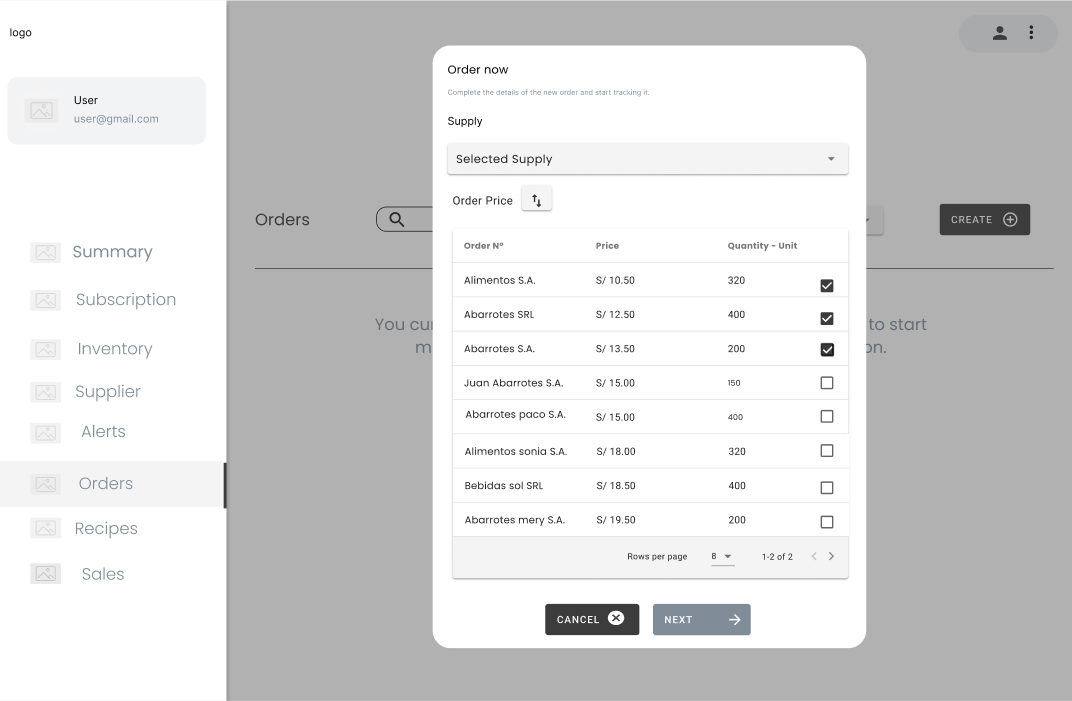 logo
User
user@gmail.com
Summary
Subscription
Inventory
Supplier
Alerts
Orders
Recipes
Sales
Orders
CREATE
You cu
to start
m
on.
Order now
Complete the details of the new order and start tracking it.
Supply
Selected Supply
Order Price
Order Nº Price Quantity - Unit
Alimentos S.A. S/ 10.50 320
Abarrotes SRL S/ 12.50 400
Abarrotes S.A. S/ 13.50 200
Juan Abarrotes S.A. S/ 15.00 150
Abarrotes paco S.A. S/ 15.00 400
Alimentos sonia S.A. S/ 18.00 320
Bebidas sol SRL S/ 18.50 400
Abarrotes mery S.A. S/ 19.50 200
Rows per page 8 1-2 of 2
CANCEL NEXT